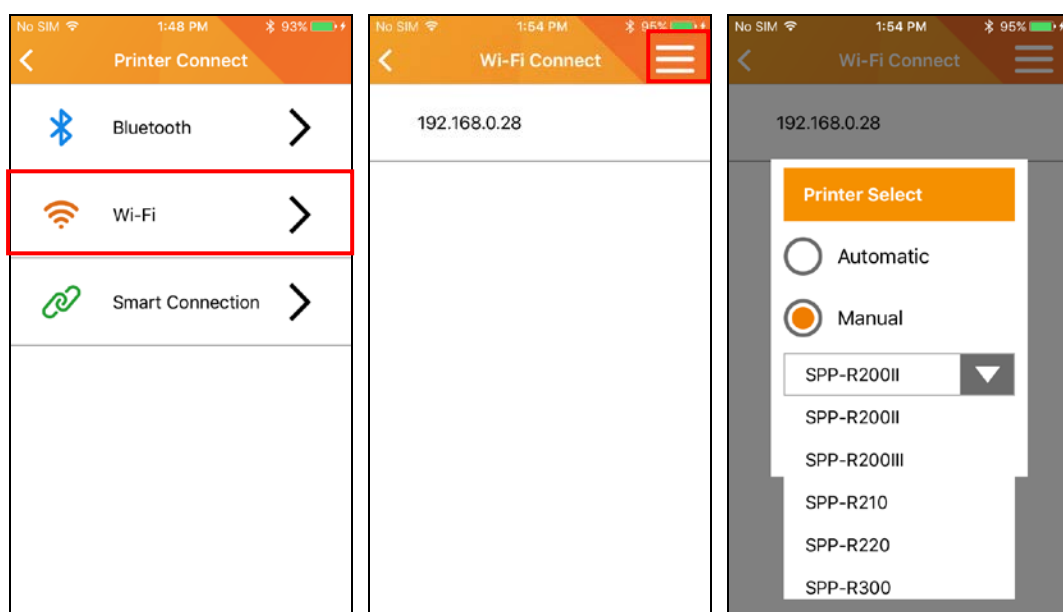 No SIM 1:48 PM 93%
Printer Connect
Bluetooth
Wi-Fi
Smart Connection
No SIM 1:54 PM 95%
Wi-Fi Connect
192.168.0.28
No SIM 1:54 PM 95%
Wi-Fi Connect
192.168.0.28
Printer Select
Automatic
Manual
SPP-R200II
SPP-R200II
SPP-R200III
SPP-R210
SPP-R220
SPP-R300